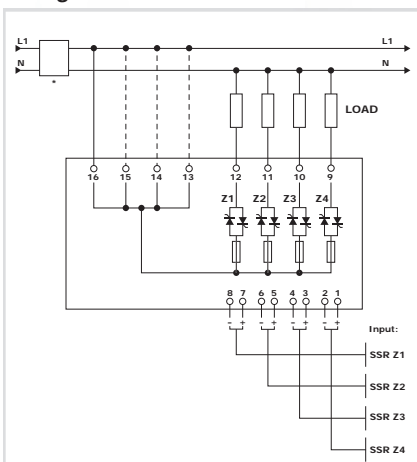 L1 L1
N N
*
LOAD
16 15 14 13 12 11 10 9
Z1 Z2 Z3 Z4
8 7 6 5 4 3 2 1
- + - + - + - +
Input:
SSR Z1
SSR Z2
SSR Z3
SSR Z4